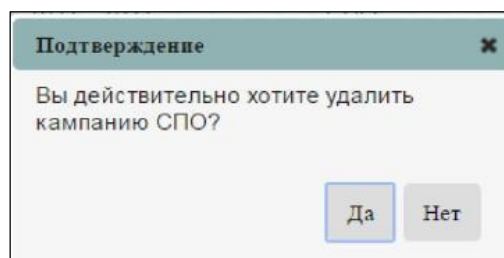 Подтверждение
Вы действительно хотите удалить
кампанию СПО?
Да Нет